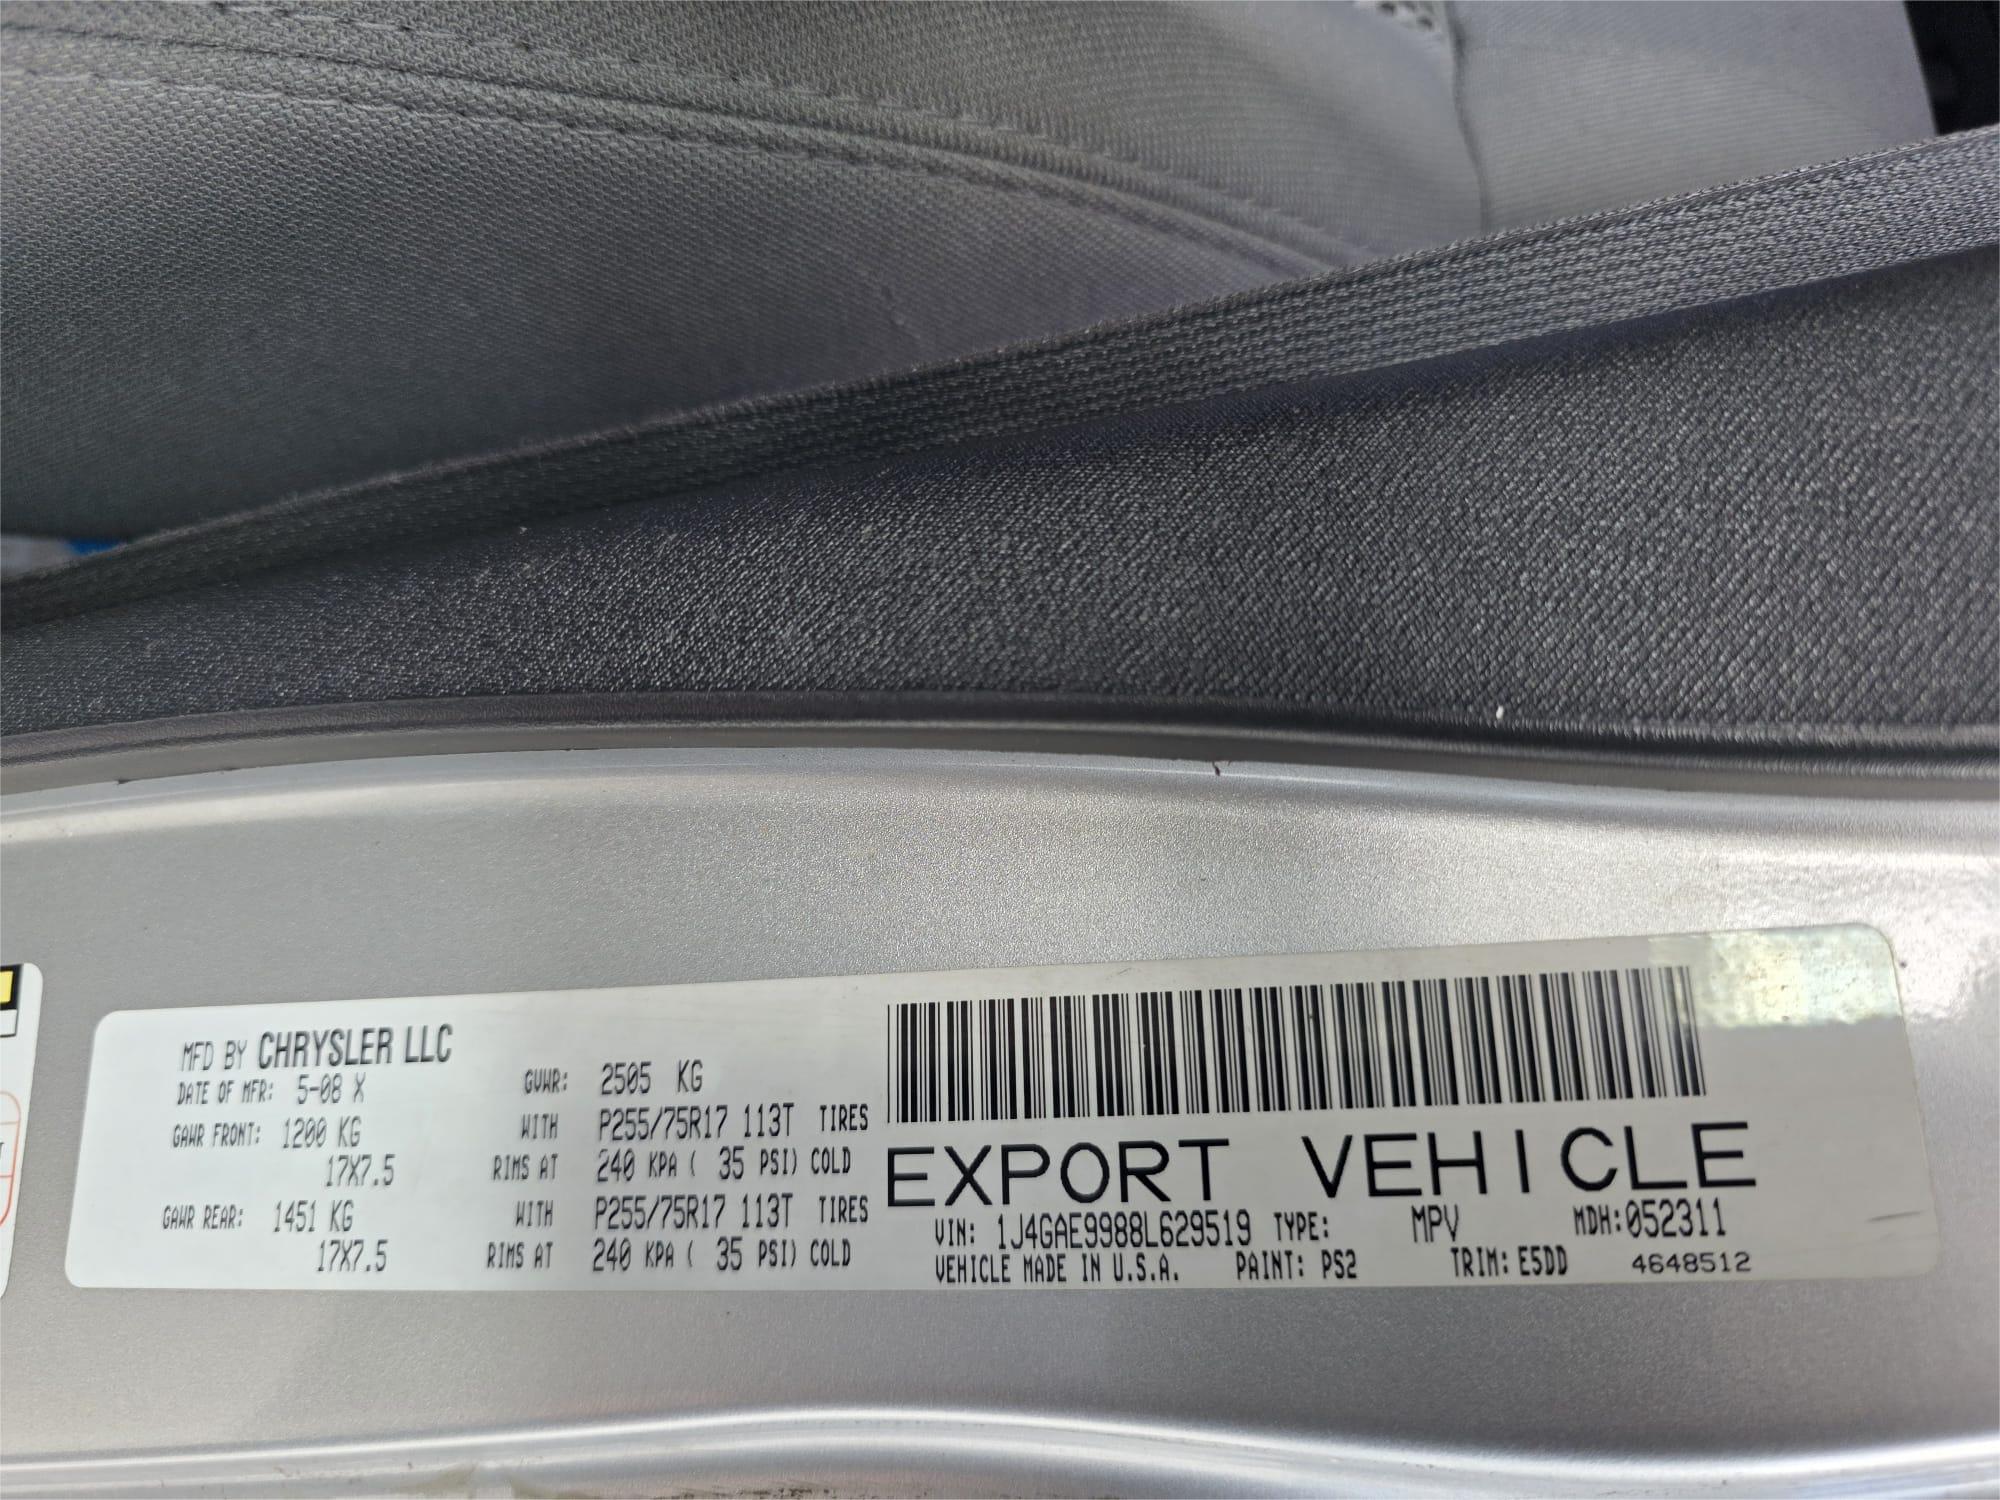 MFD BY CHRYSLER LLC
DATE OF MFR: 5-08 X GVWR: 2505 KG
GAWR FRONT: 1200 KG WITH P255/75R17 113T TIRES
17X7.5 RIMS AT 240 KPA ( 35 PSI) COLD
GAWR REAR: 1451 KG WITH P255/75R17 113T TIRES
17X7.5 RIMS AT 240 KPA ( 35 PSI) COLD
EXPORT VEHICLE
VIN: 1J4GAE9988L629519 TYPE: MPV MDH:052311
VEHICLE MADE IN U.S.A. PAINT: PS2 TRIM: E5DD 4648512